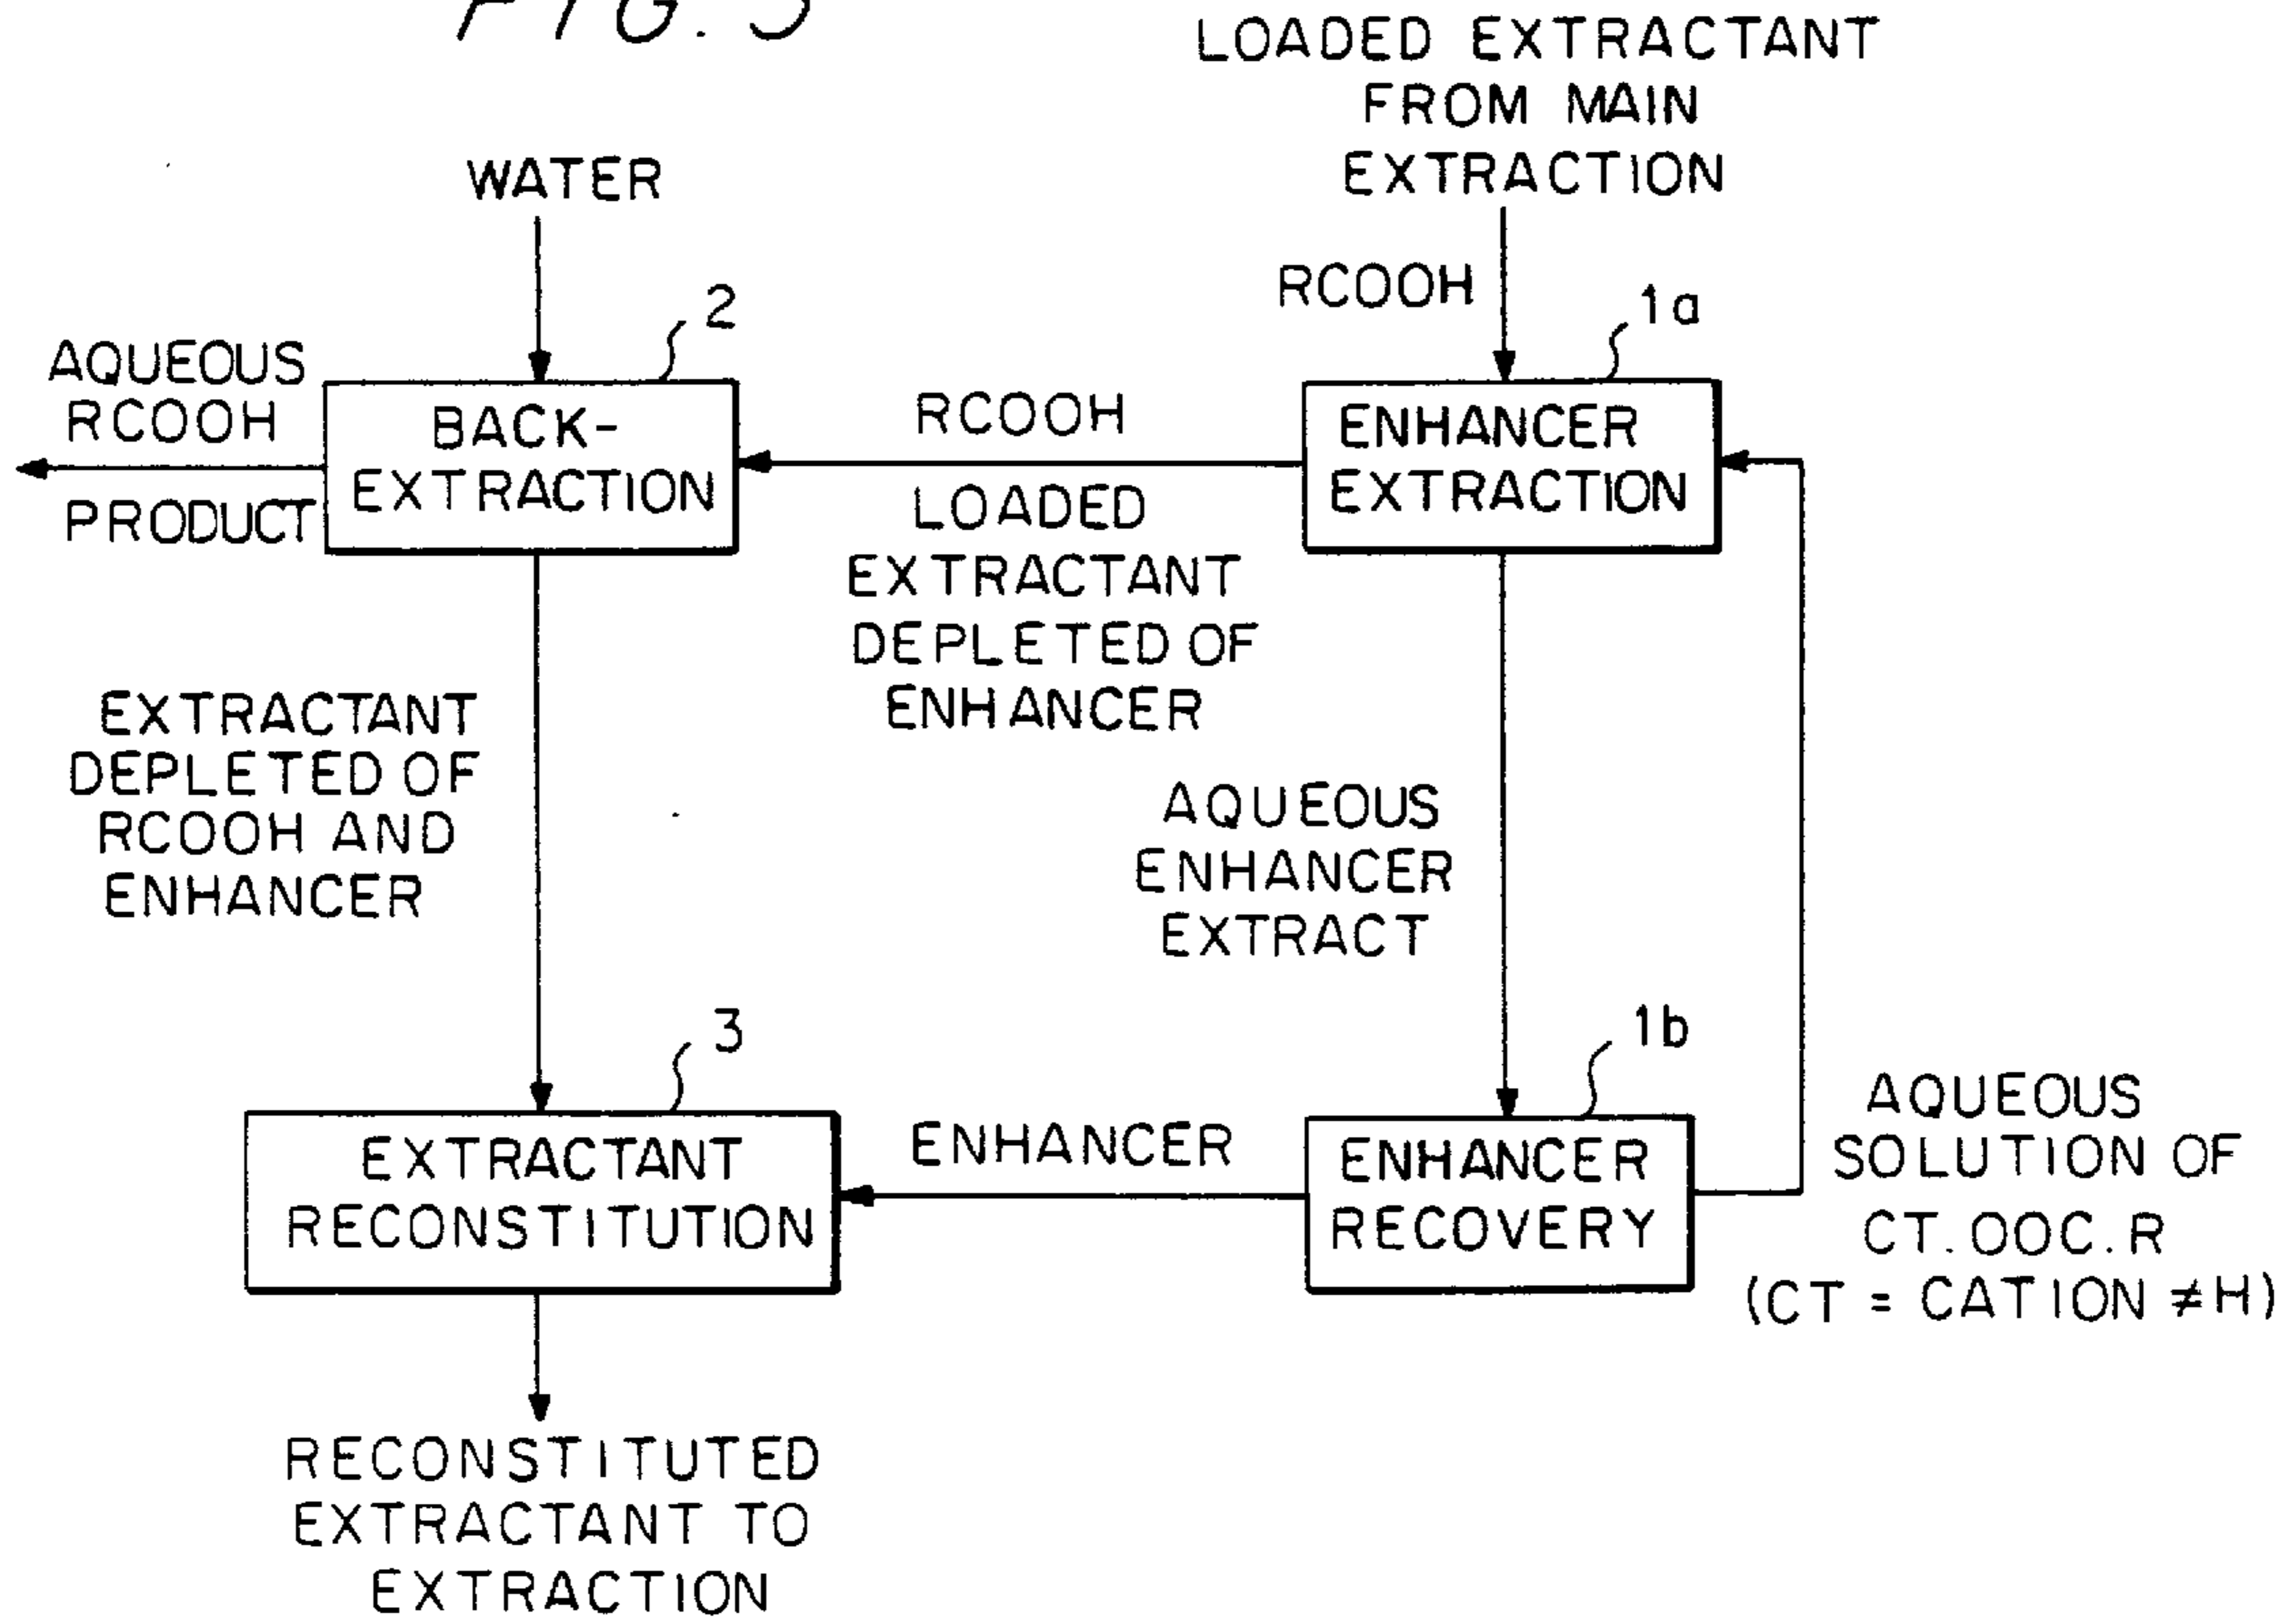 FIG. 3
LOADED EXTRACTANT
FROM MAIN
EXTRACTION
WATER
RCOOH
2
1a
AQUEOUS
RCOOH
PRODUCT
BACK-
EXTRACTION
RCOOH
LOADED
EXTRACTANT
DEPLETED OF
ENHANCER
ENHANCER
EXTRACTION
EXTRACTANT
DEPLETED OF
RCOOH AND
ENHANCER
AQUEOUS
ENHANCER
EXTRACT
3
1b
EXTRACTANT
RECONSTITUTION
ENHANCER
ENHANCER
RECOVERY
AQUEOUS
SOLUTION OF
CT.OOC.R
(CT = CATION ≠H)
RECONSTITUTED
EXTRACTANT TO
EXTRACTION